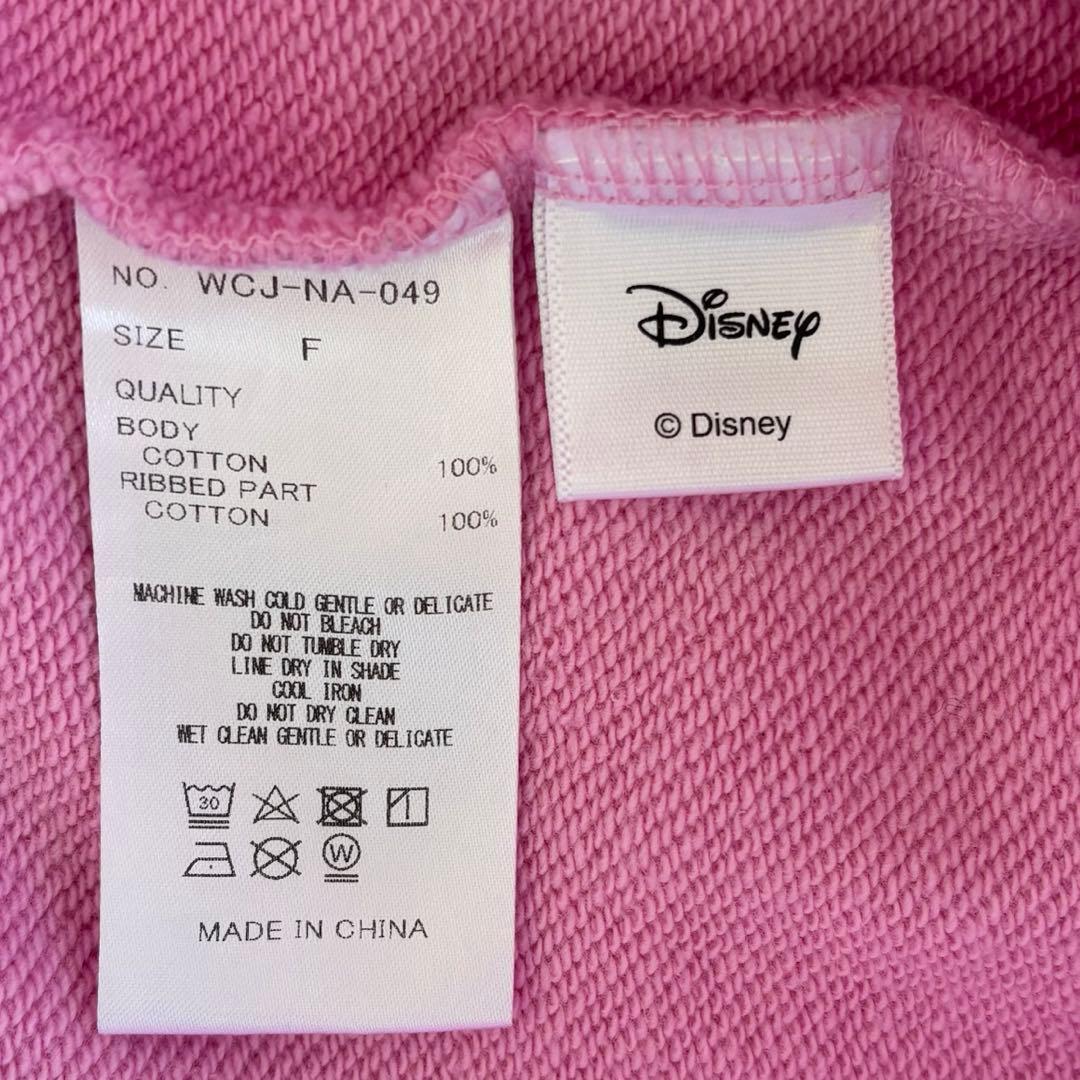 NO. WCJ-NA-049
SIZE F
QUALITY
BODY
COTTON 100%
RIBBED PART
COTTON 100%
MACHINE WASH COLD GENTLE OR DELICATE
DO NOT BLEACH
DO NOT TUMBLE DRY
LINE DRY IN SHADE
COOL IRON
DO NOT DRY CLEAN
WET CLEAN GENTLE OR DELICATE
30
W
MADE IN CHINA
Disney
© Disney